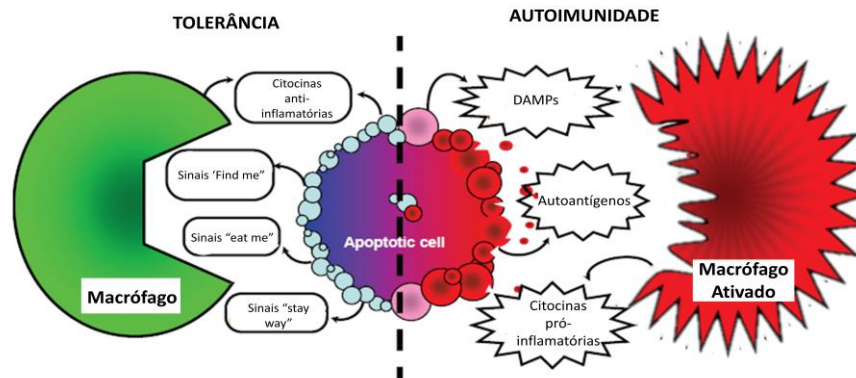 TOLERÂNCIA
AUTOIMUNIDADE
Citocinas
anti-
inflamatórias
DAMPs
Sinais ‘Find me”
Autoantígenos
Sinais “eat me”
Apoptotic cell
Macrófago
Macrófago
Ativado
Sinais “stay
way”
Citocinas
pró-
inflamatórias